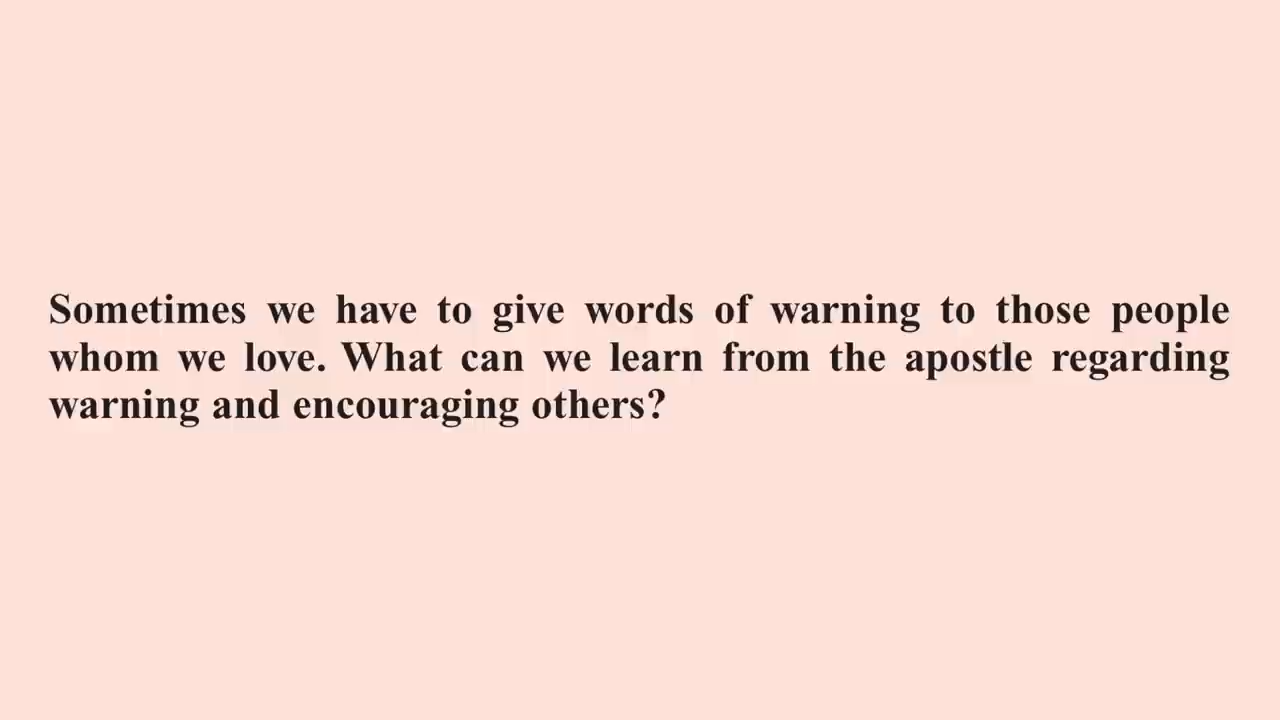 Sometimes we have to give words of warning to those people
whom we love. What can we learn from the apostle regarding
warning and encouraging others?